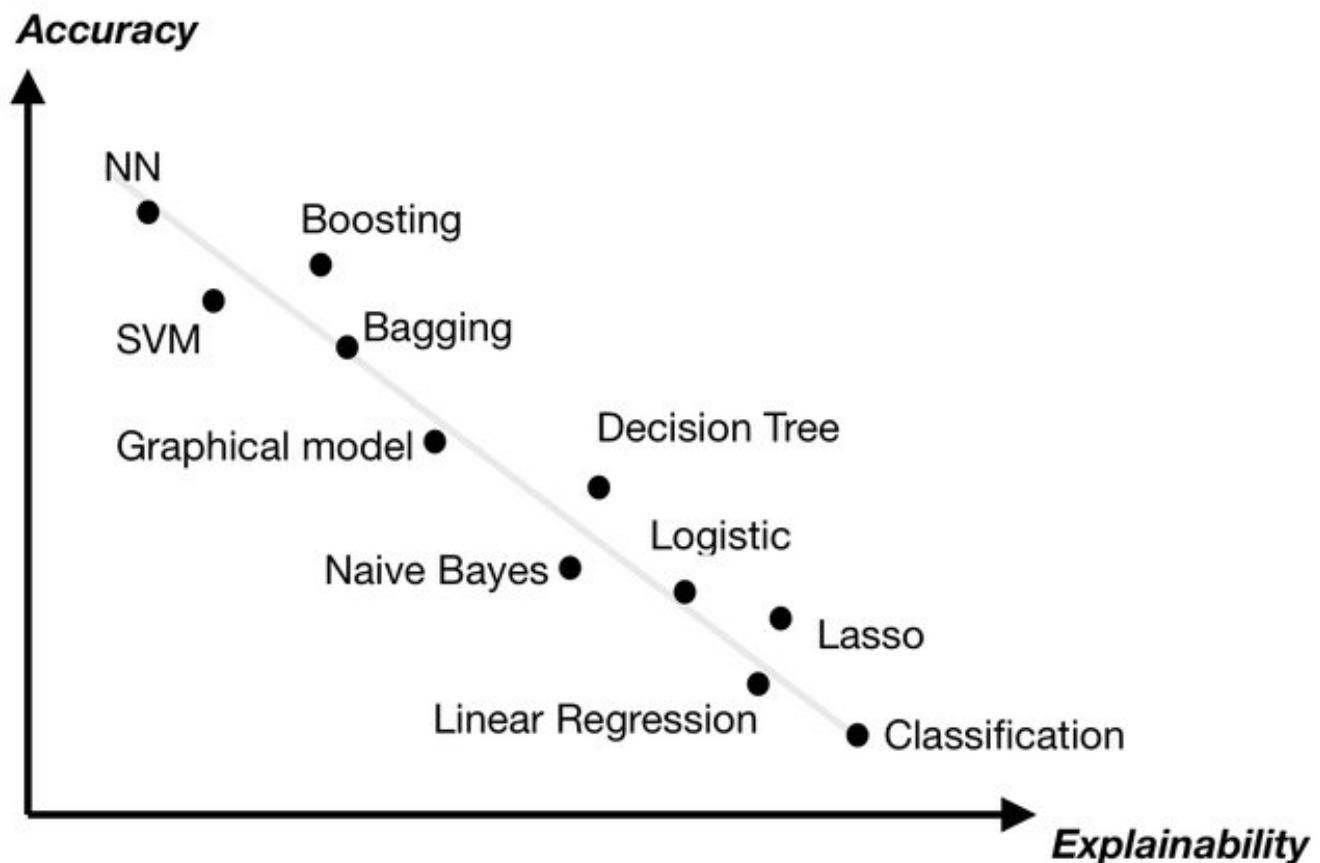 Accuracy
NN
Boosting
Bagging
SVM
Decision Tree
Graphical model
Logistic
Naive Bayes
Lasso
Linear Regression
Classification
Explainability